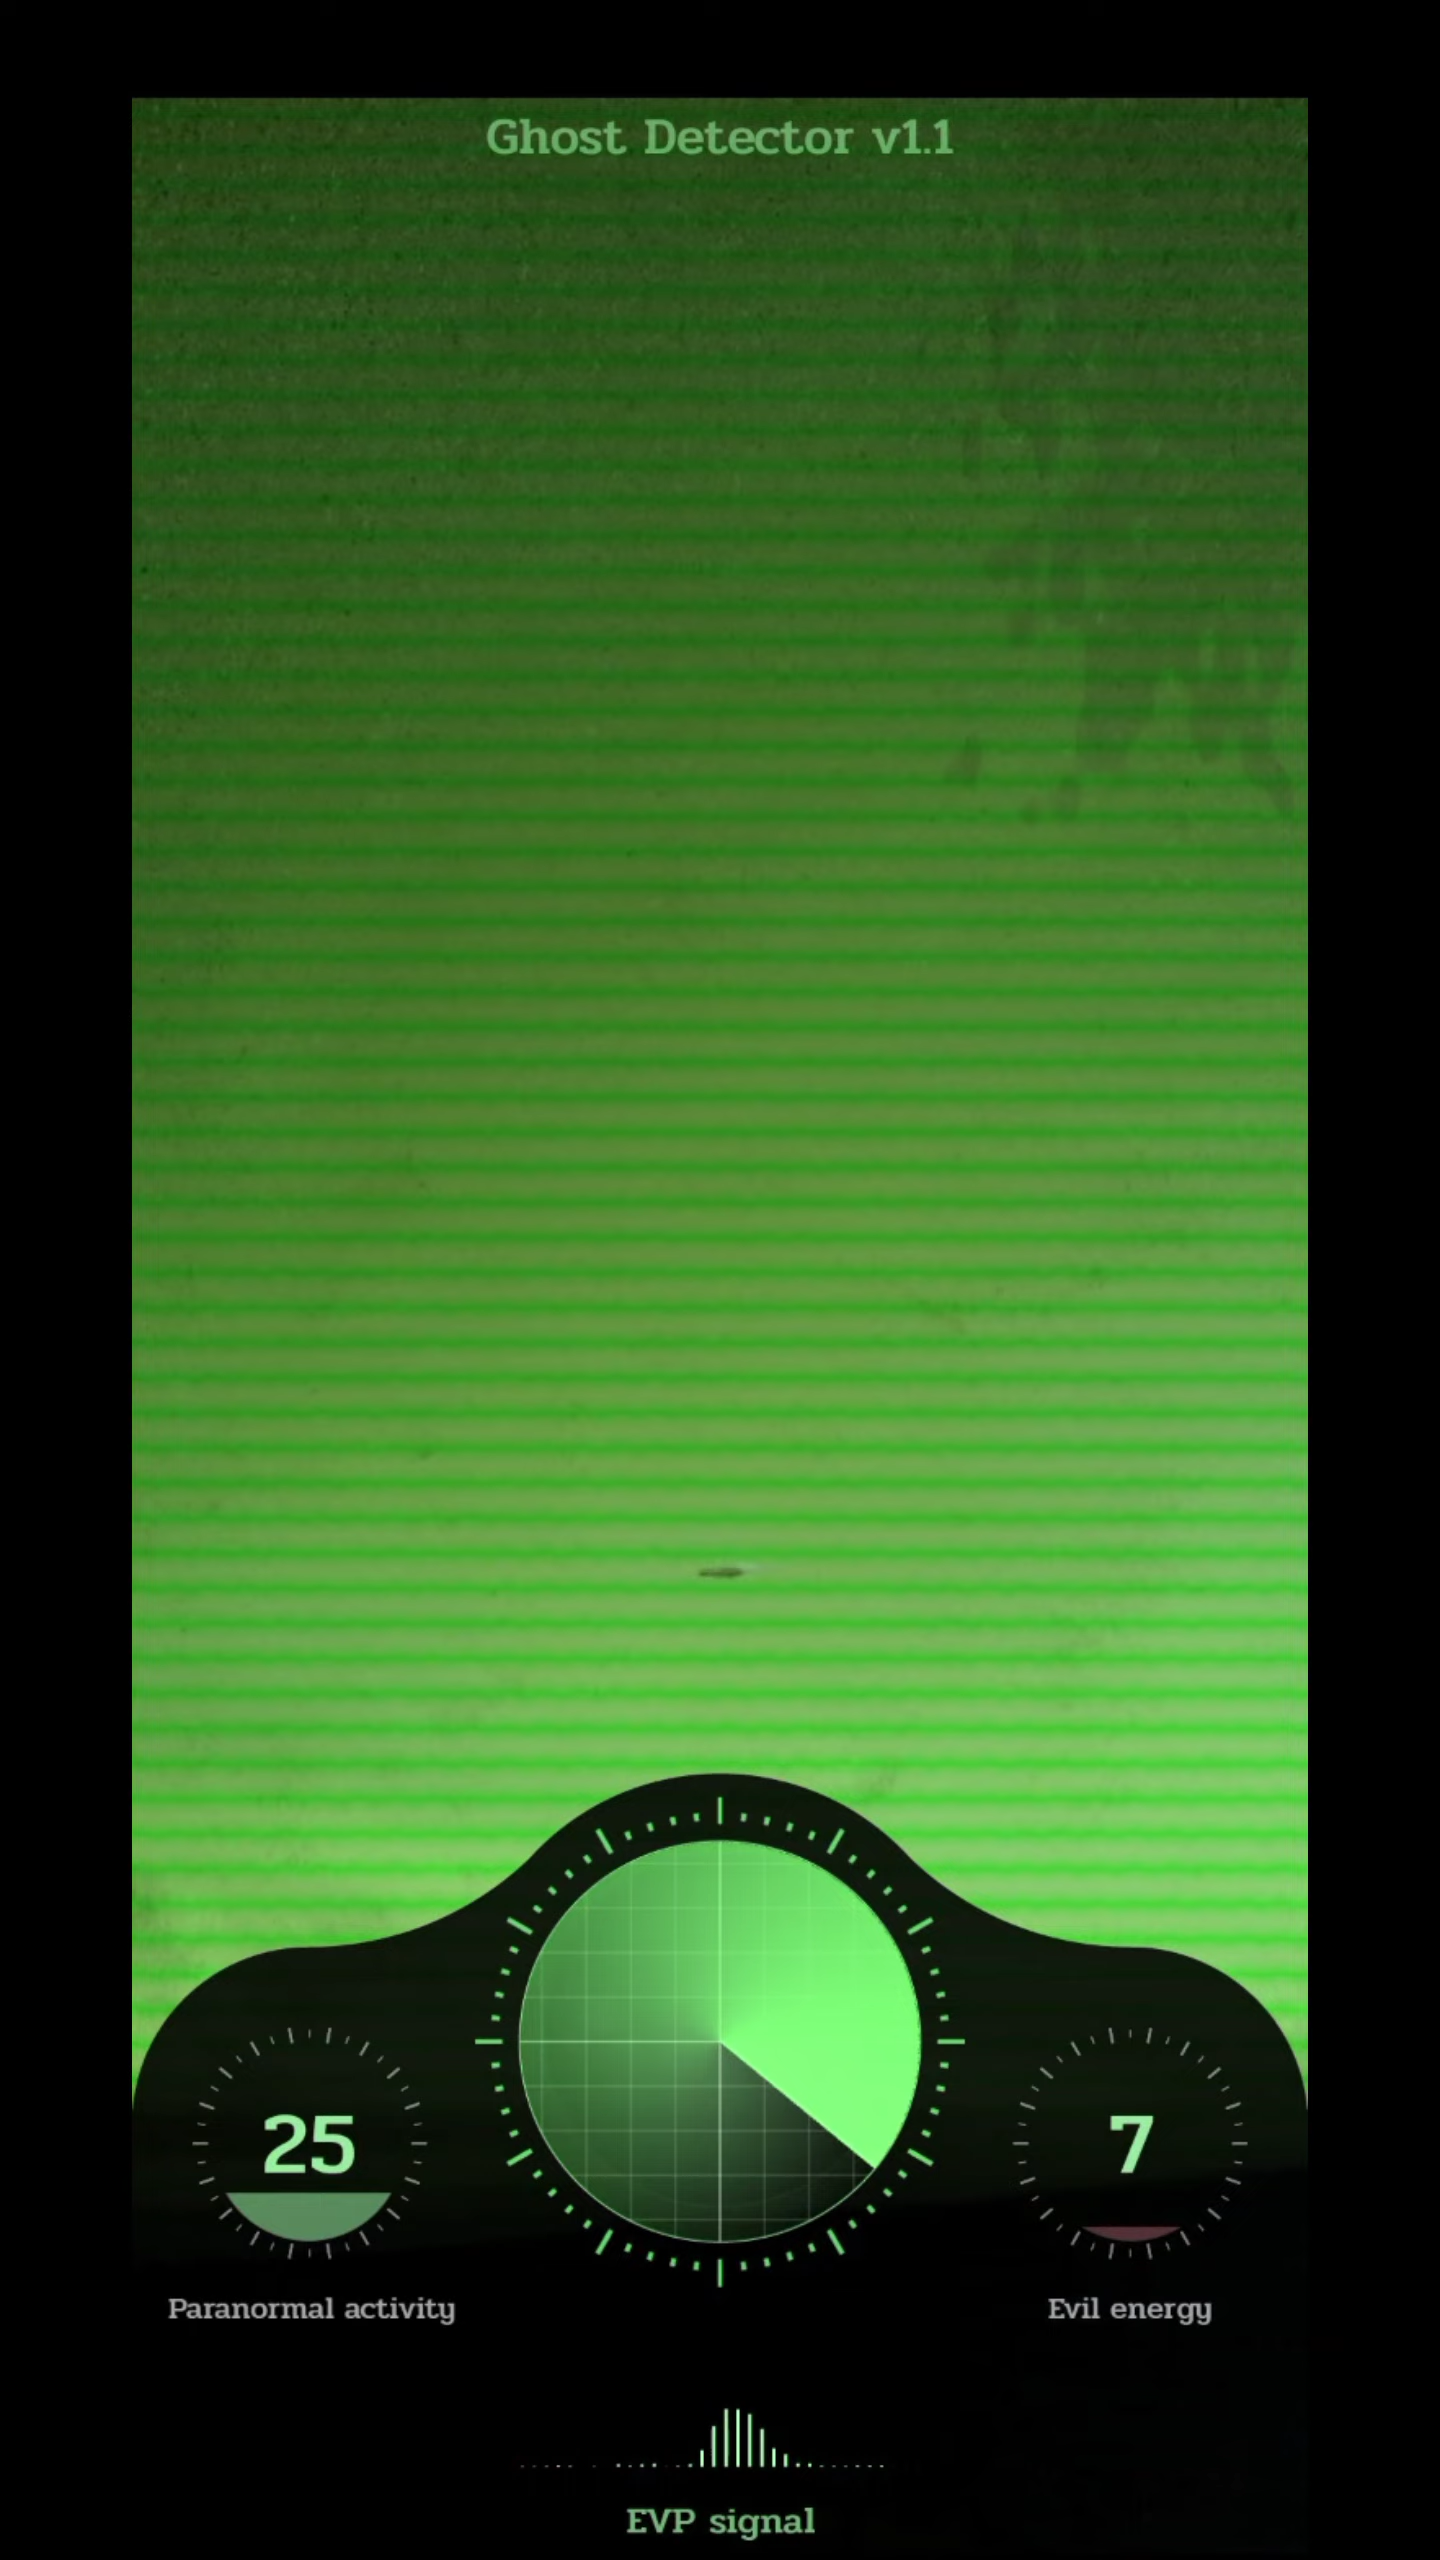 Ghost Detector v1.1
25
7
Paranormal activity
Evil energy
EVP signal